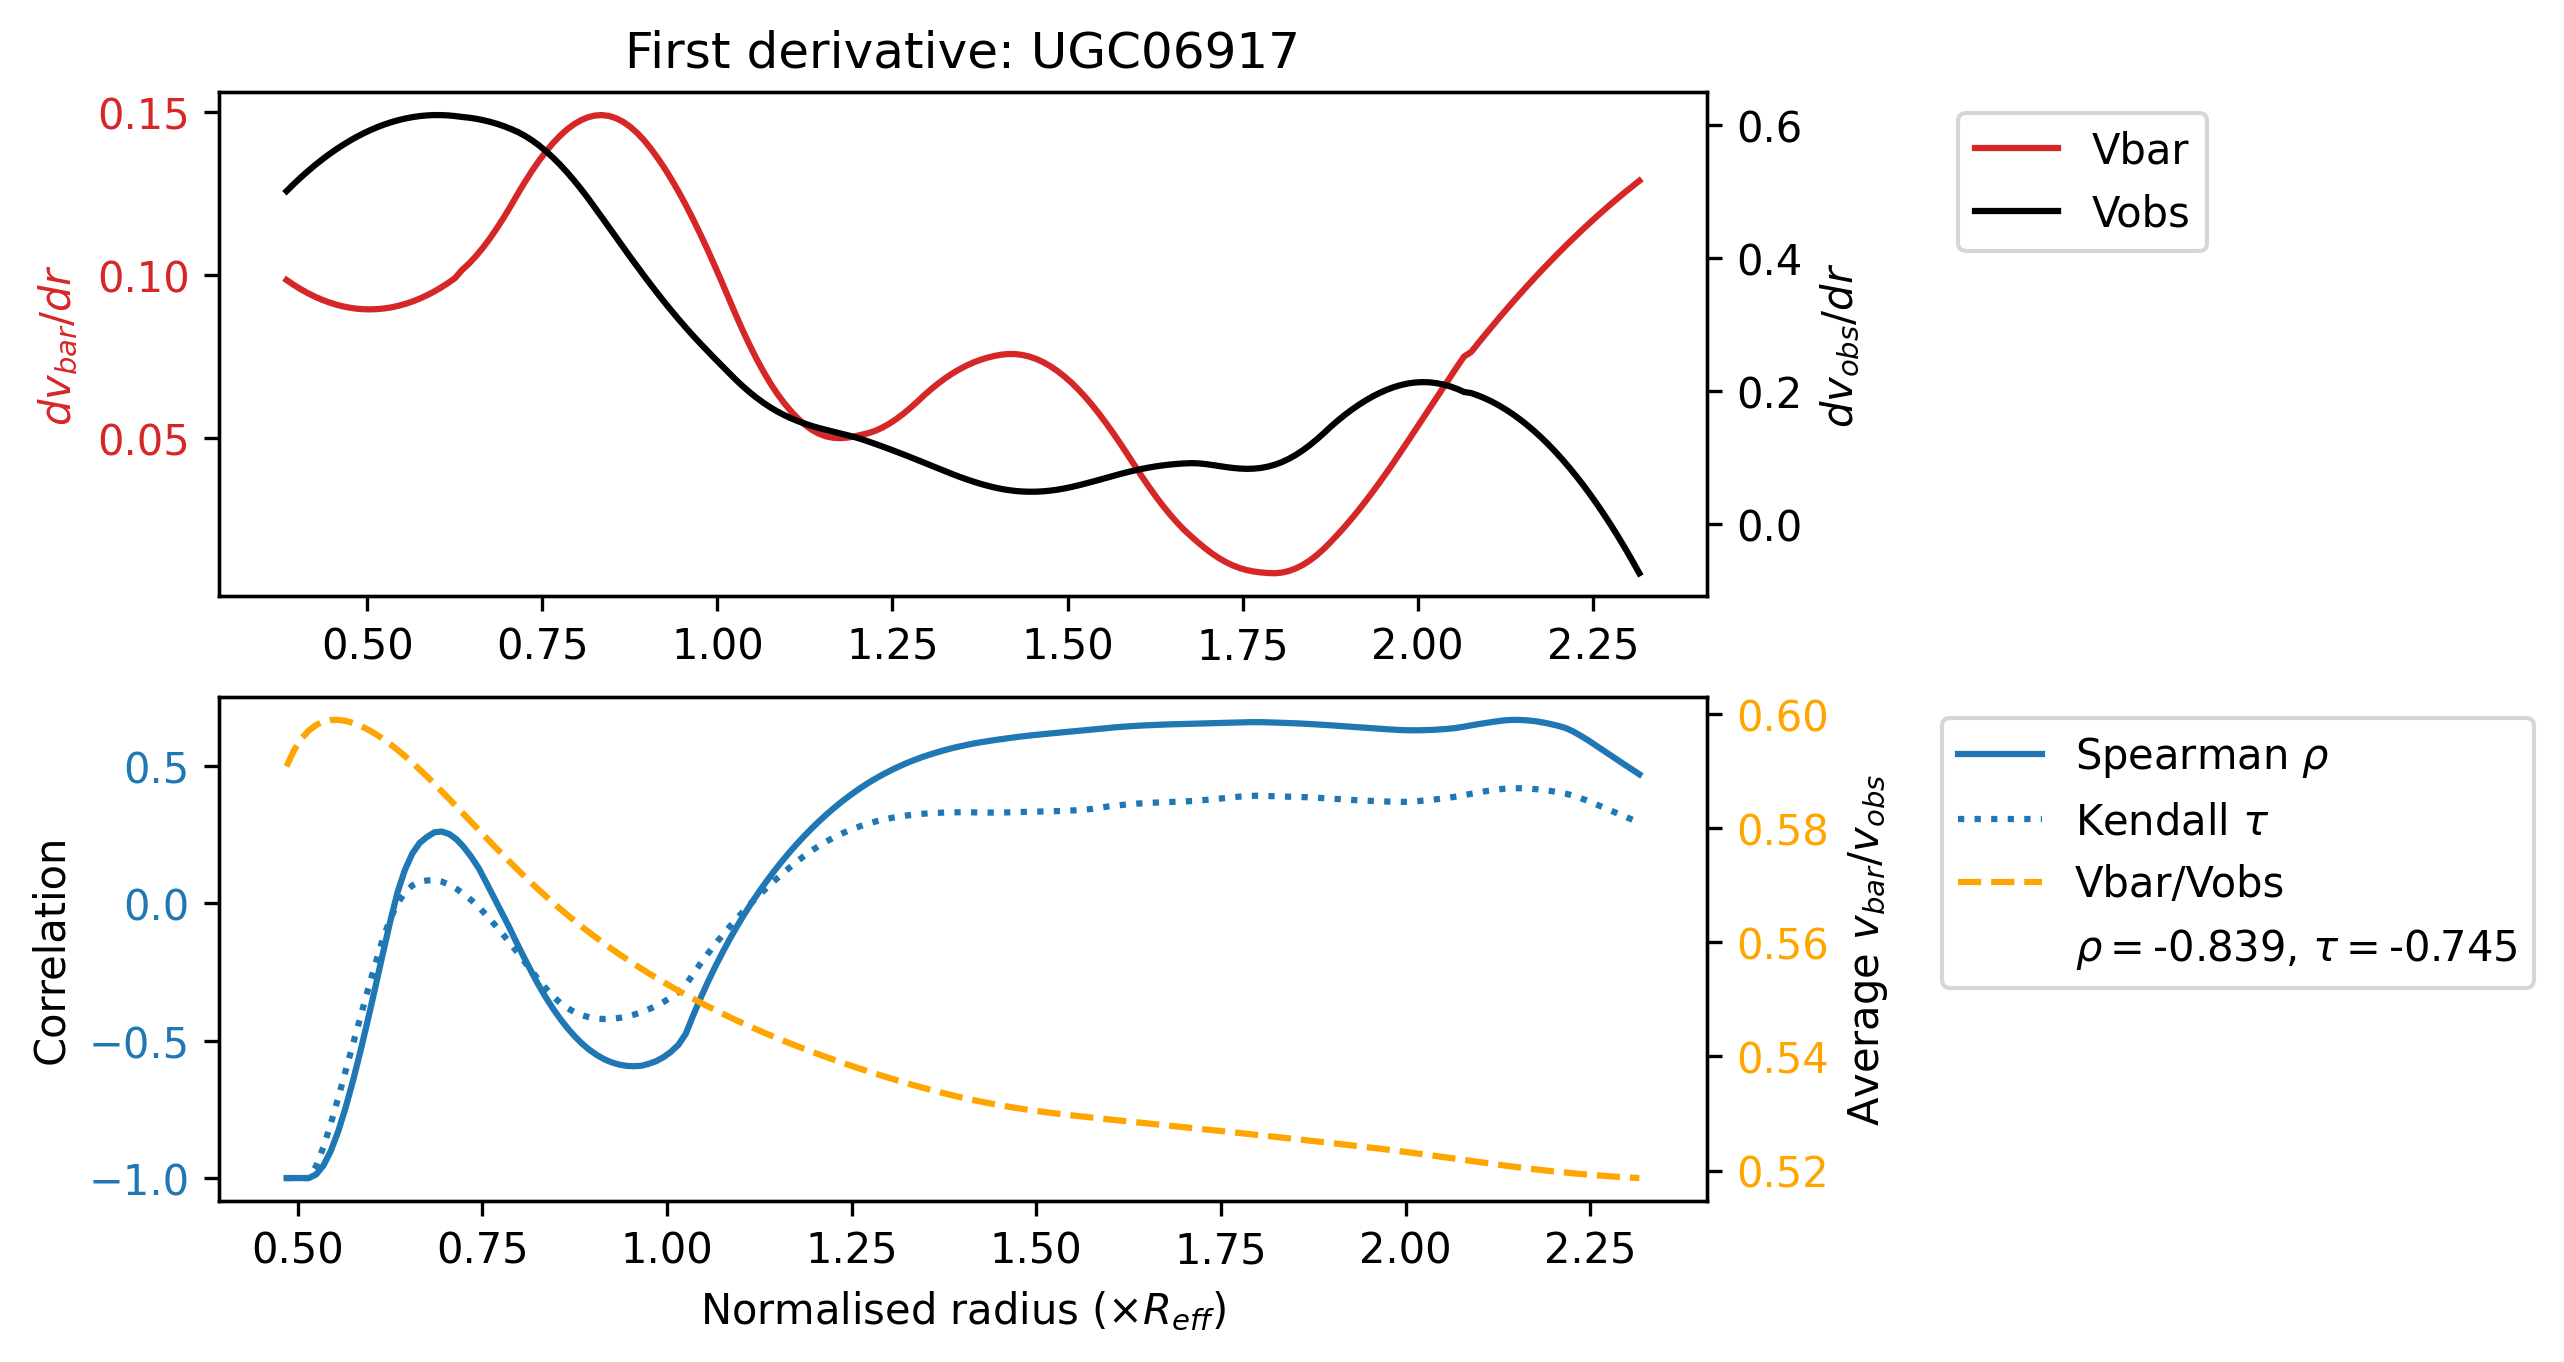 First derivative: UGC06917
0.15
0.10
0.05
dv_bar/dr
0.6
0.4
0.2
0.0
dv_obs/dr
0.50 0.75 1.00 1.25 1.50 1.75 2.00 2.25
Vbar
Vobs
0.5
0.0
−0.5
−1.0
Correlation
0.60
0.58
0.56
0.54
0.52
Average v_bar/v_obs
0.50 0.75 1.00 1.25 1.50 1.75 2.00 2.25
Normalised radius (×R_eff)
Spearman ρ
Kendall τ
Vbar/Vobs
ρ = -0.839, τ = -0.745